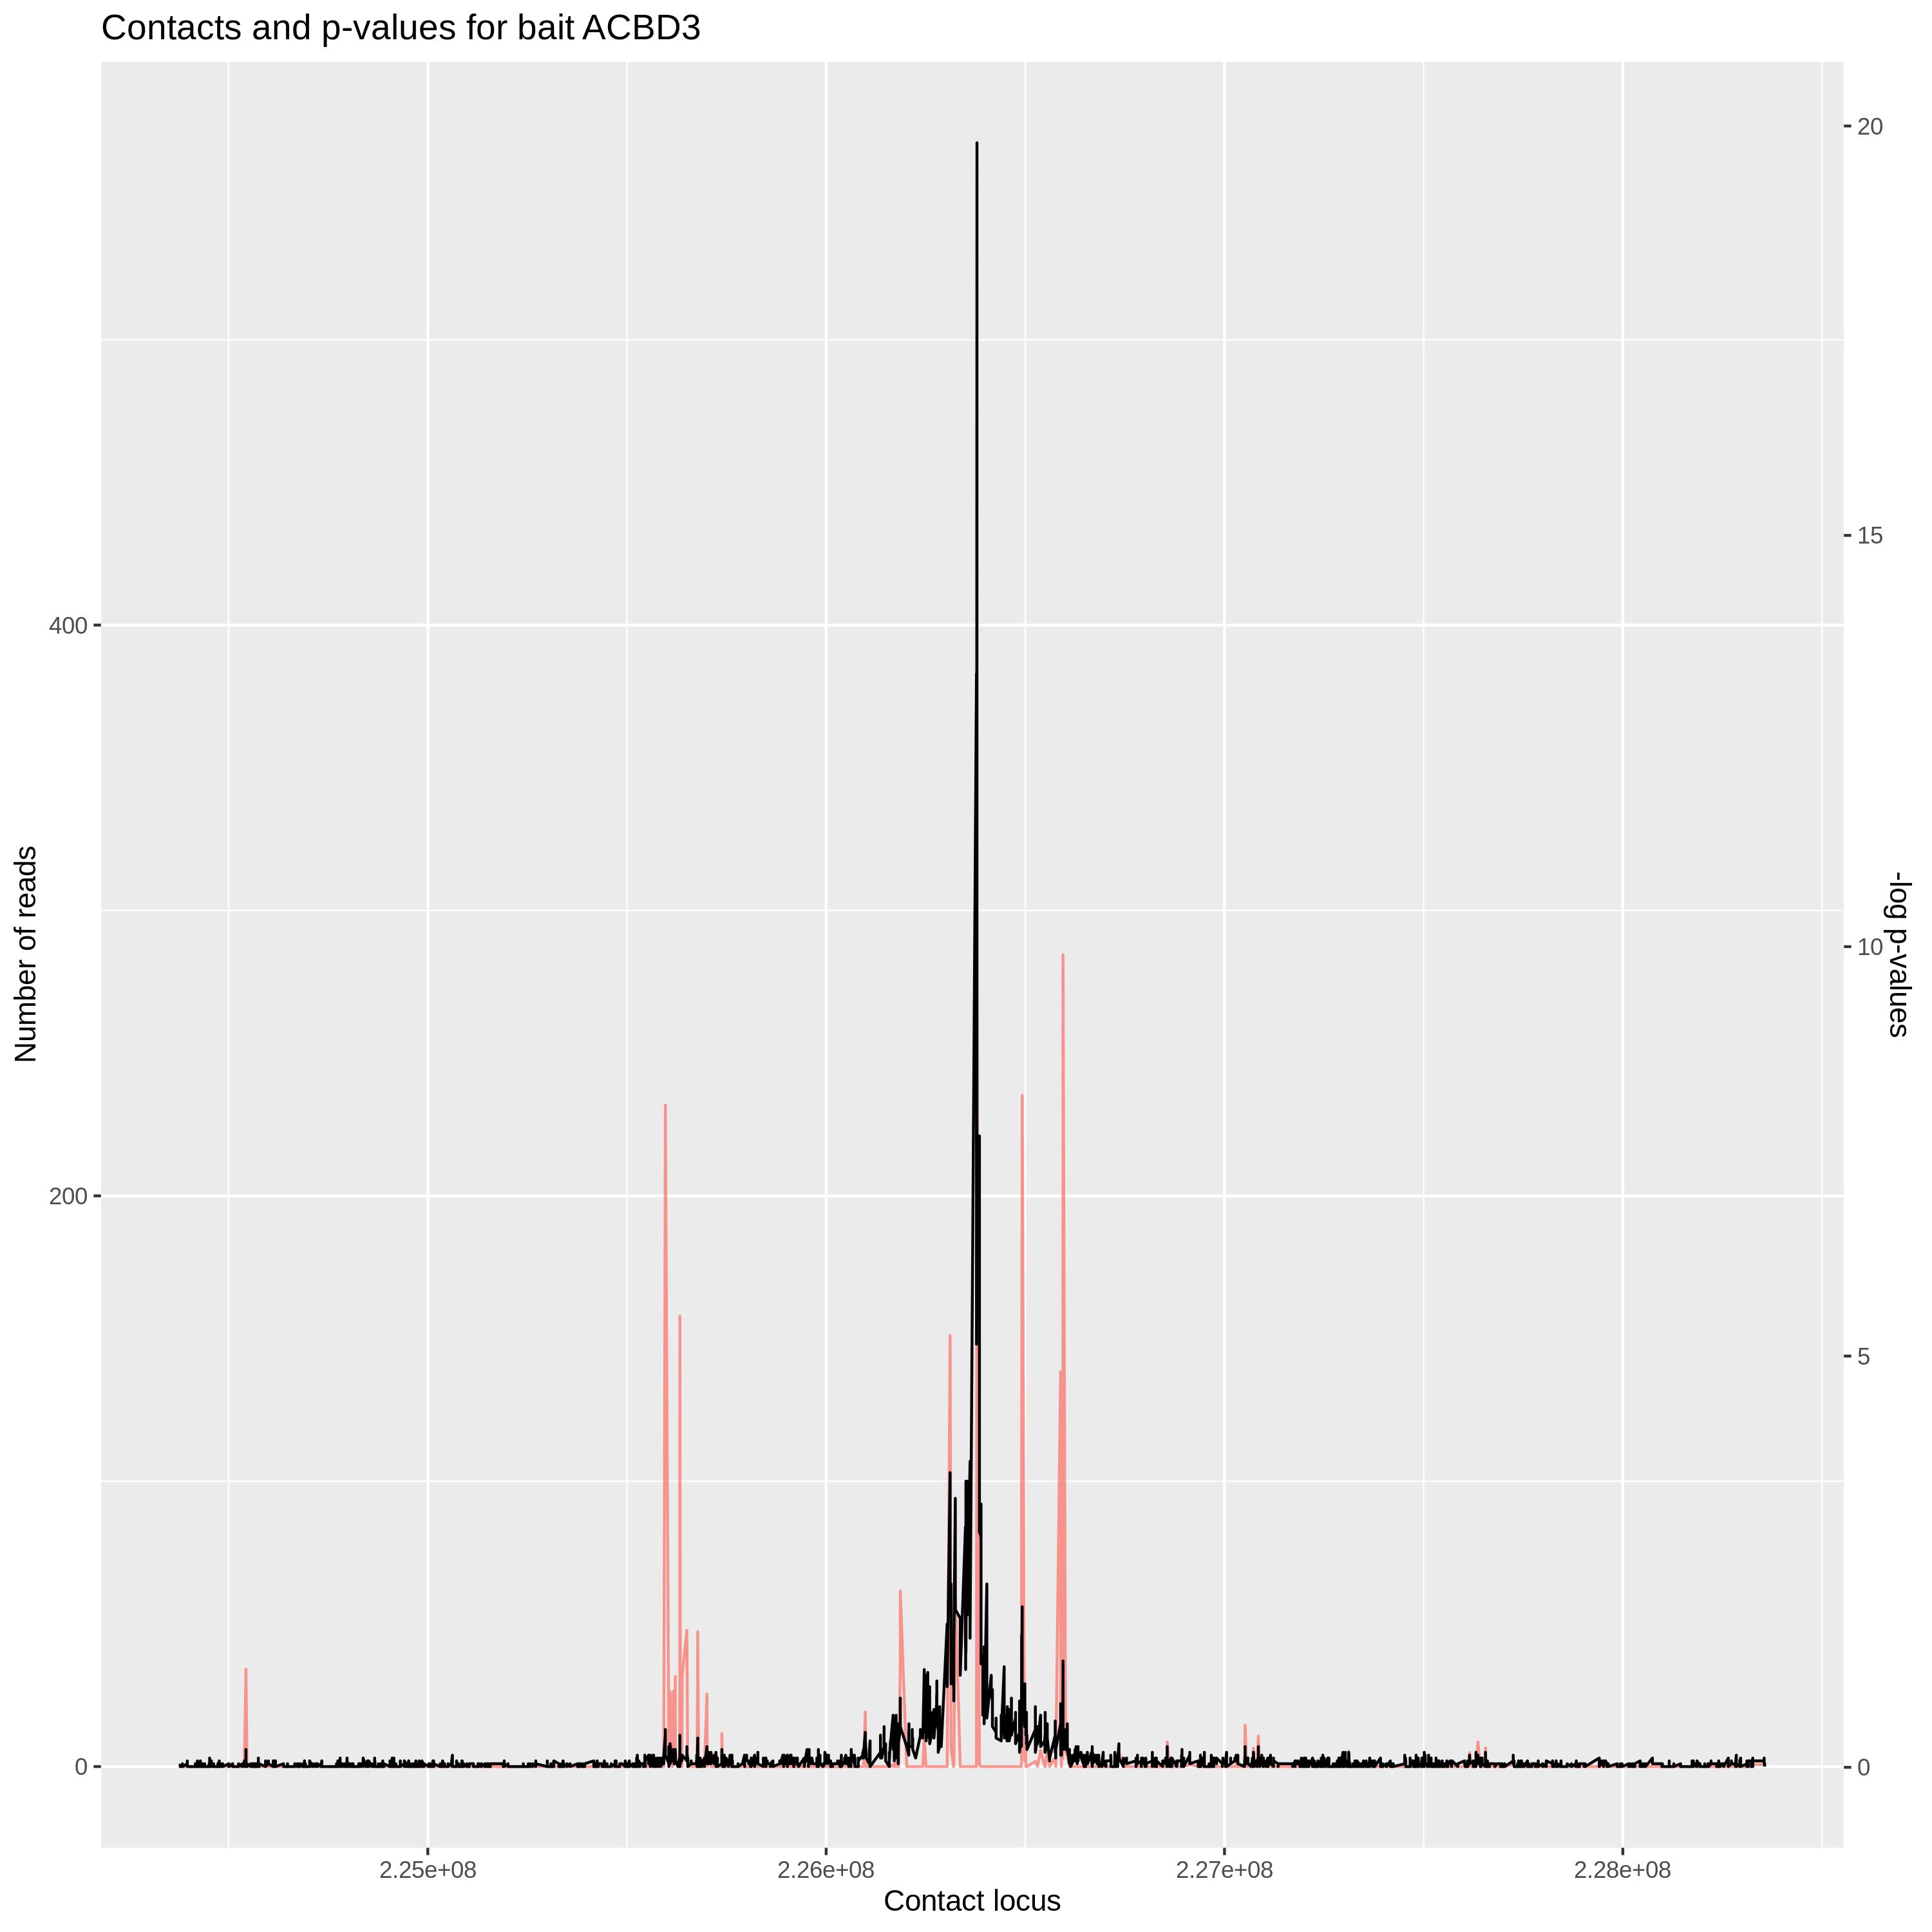 Contacts and p-values for bait ACBD3
20
15
400
Number of reads
10
-log p-values
200
5
0
0
2.25e+08
2.26e+08
2.27e+08
2.28e+08
Contact locus